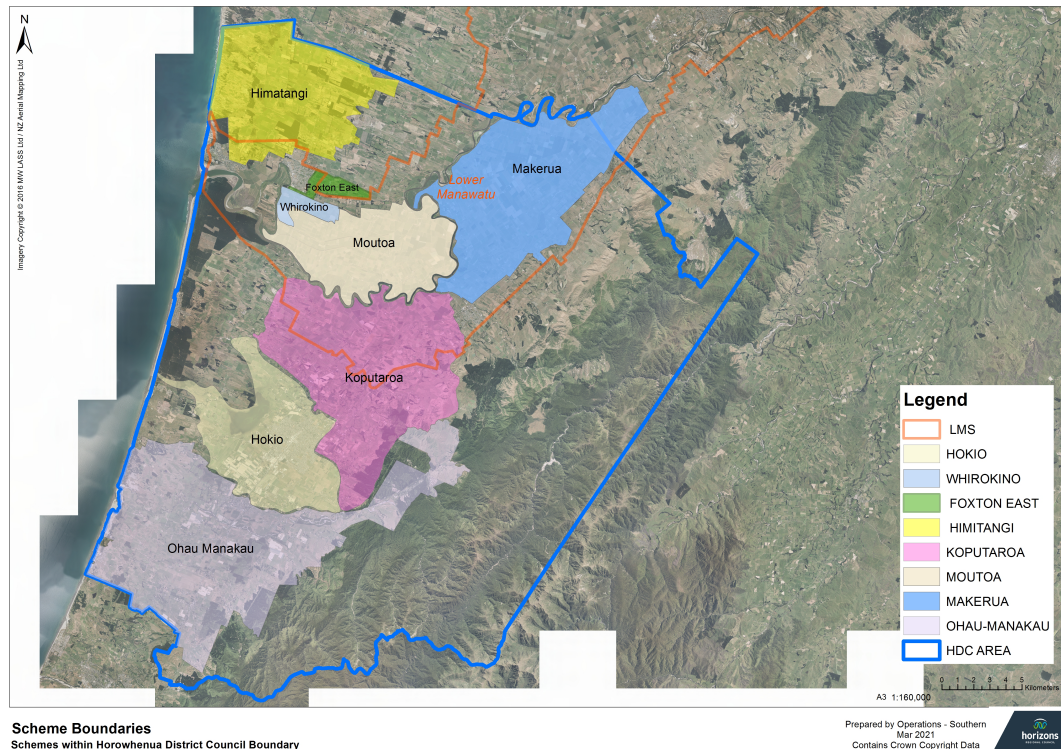 N
Imagery Copyright © 2016 MW LASS Ltd / NZ Aerial Mapping Ltd
Himatangi
Makerua
Lower
Manawatu
Foxton East
Whirokino
Moutoa
Koputaroa
Hokio
Ohau Manakau
Legend
LMS
HOKIO
WHIROKINO
FOXTON EAST
HIMITANGI
KOPUTAROA
MOUTOA
MAKERUA
OHAU-MANAKAU
HDC AREA
0 1 2 3 4 5
Kilometers
A3 1:160,000
Scheme Boundaries
Schemes within Horowhenua District Council Boundary
Prepared by Operations - Southern
Mar 2021
Contains Crown Copyright Data
horizons
REGIONAL COUNCIL